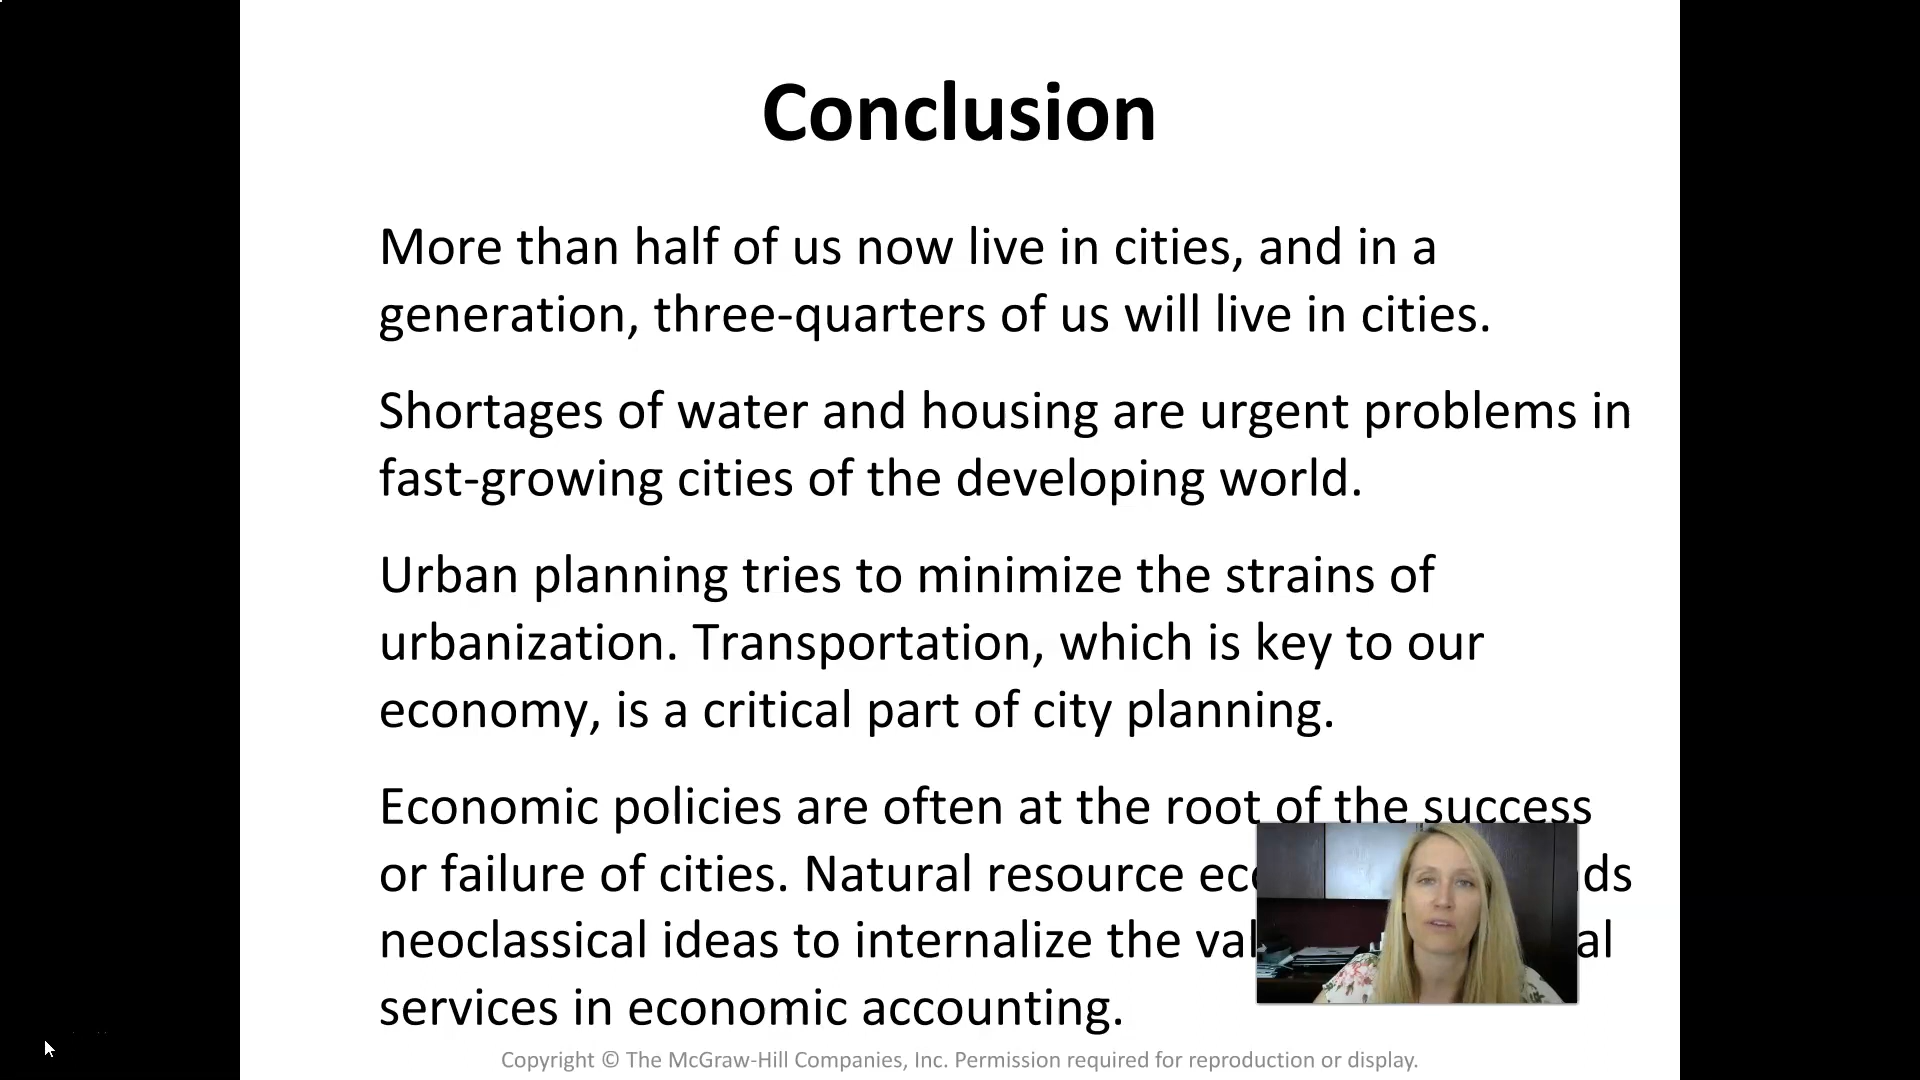 Conclusion
More than half of us now live in cities, and in a
generation, three-quarters of us will live in cities.
Shortages of water and housing are urgent problems in
fast-growing cities of the developing world.
Urban planning tries to minimize the strains of
urbanization. Transportation, which is key to our
economy, is a critical part of city planning.
Economic policies are often at the root of the success
or failure of cities. Natural resource
neoclassical ideas to internalize the
services in economic accounting.
Copyright © The McGraw-Hill Companies, Inc. Permission required for reproduction or display.